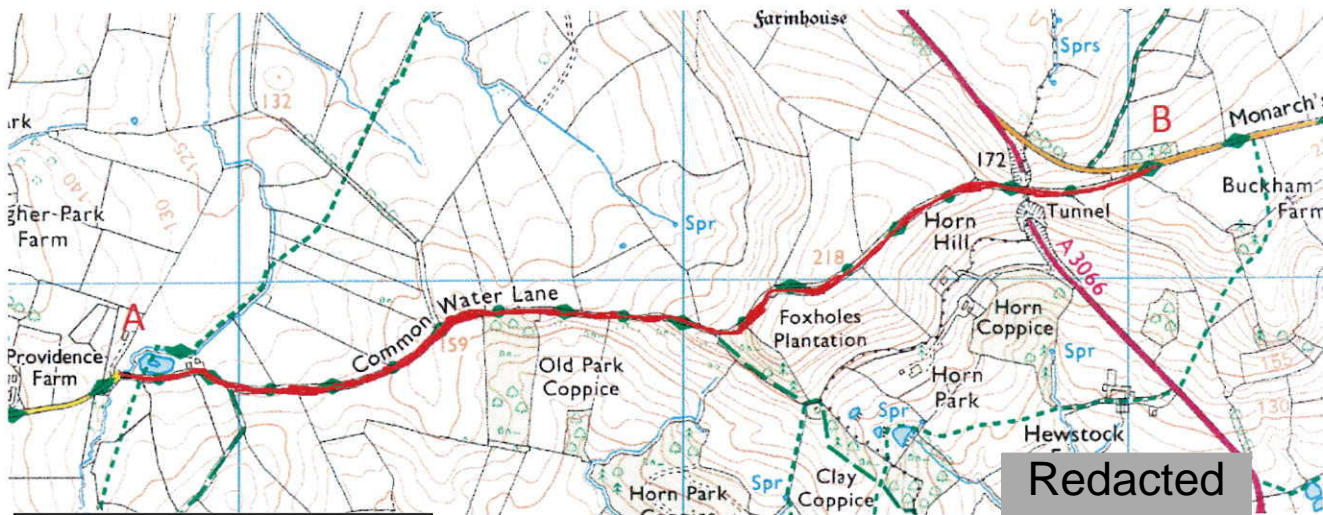 Farmhouse
Sprs
132
ark
125
140
130
gher-Park
Farm
Spr
172
B
Monarch's
Buckham
Farm
Tunnel
Horn
Hill
218
A 3066
A
Common Water Lane
159
Providence
Farm
Foxholes
Plantation
Horn
Coppice
Spr
Old Park
Coppice
Horn
Park
155
130
Spr
Hewstock
Clay
Coppice
Spr
Horn Park
Redacted